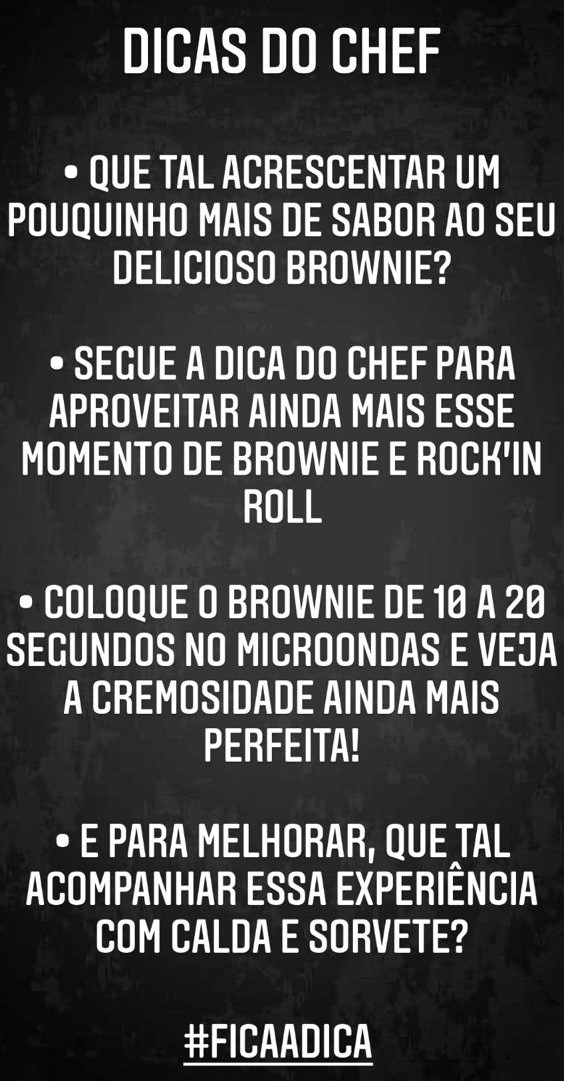 DICAS DO CHEF
• QUE TAL ACRESCENTAR UM
POUQUINHO MAIS DE SABOR AO SEU
DELICIOSO BROWNIE?
• SEGUE A DICA DO CHEF PARA
APROVEITAR AINDA MAIS ESSE
MOMENTO DE BROWNIE E ROCK'IN
ROLL
• COLOQUE O BROWNIE DE 10 A 20
SEGUNDOS NO MICROONDAS E VEJA
A CREMOSIDADE AINDA MAIS
PERFEITA!
• E PARA MELHORAR, QUE TAL
ACOMPANHAR ESSA EXPERIÊNCIA
COM CALDA E SORVETE?
#FICAADICA